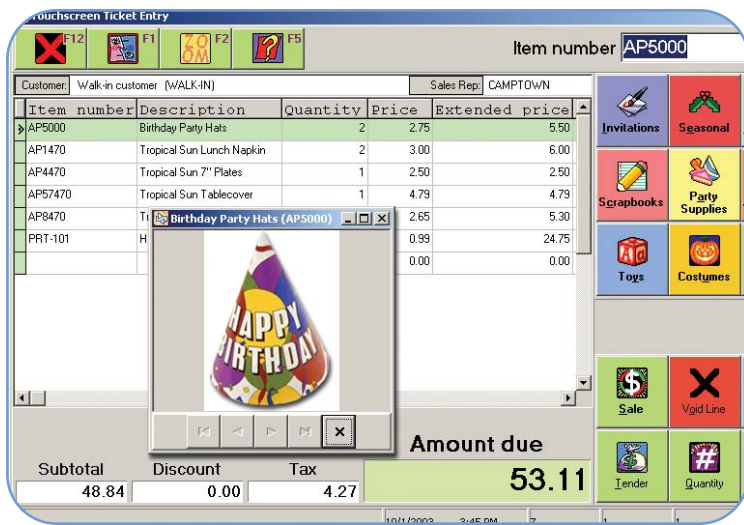 Touchscreen Ticket Entry
F12 F1 ZOOM F2 F5 Item number AP5000
Customer: Walk-in customer (WALK-IN) Sales Rep: CAMPTOWN
Item number Description Quantity Price Extended price
AP5000 Birthday Party Hats 2 2.75 5.50
AP1470 Tropical Sun Lunch Napkin 2 3.00 6.00
AP4470 Tropical Sun 7" Plates 1 2.50 2.50
AP57470 Tropical Sun Tablecover 1 4.79 4.79
AP8470 2.65 5.30
PRT-101 H 0.99 24.75
0.00 0.00
Birthday Party Hats (AP5000)
HAPPY
BIRTHDAY
Invitations Seasonal
Scrapbooks Party
Supplies
Toys Costumes
Sale Void Line
Tender Quantity
Amount due
53.11
Subtotal Discount Tax
48.84 0.00 4.27
10/1/2003 3:45 PM 7 1 1